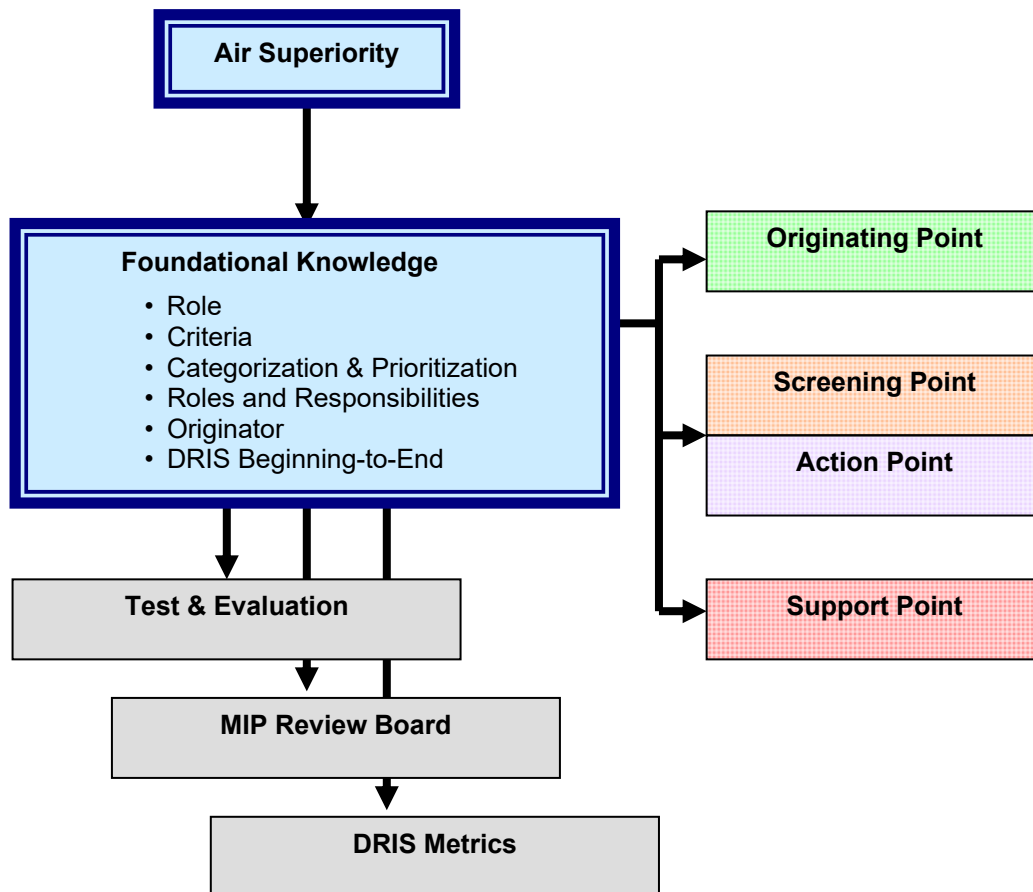 Air Superiority
Foundational Knowledge
• Role
• Criteria
• Categorization & Prioritization
• Roles and Responsibilities
• Originator
• DRIS Beginning-to-End
Originating Point
Screening Point
Action Point
Support Point
Test & Evaluation
MIP Review Board
DRIS Metrics